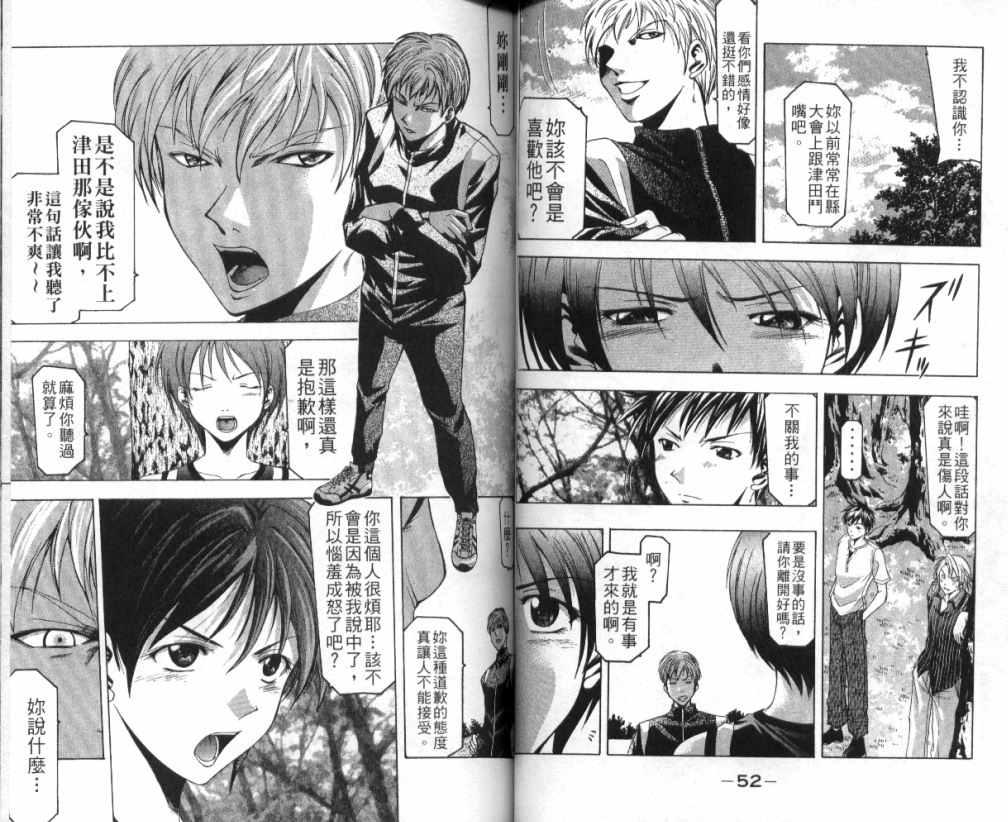 我不認識你…
妳以前常常在縣
大會上跟津田鬥
嘴吧。
看你們感情好像
還挺不錯的，
妳該不會是
喜歡他吧？
ズ
キ
哇啊！這段話對你
來說真是傷人啊。
……
不關我的事…
要是沒事的話，
請你離開好嗎？
啊？
我就是有事
才來的啊。
－52－
妳剛剛…
是不是說我比不上
津田那傢伙啊，
這句話讓我聽了
非常不爽～
那這樣還真
是抱歉啊，
麻煩你聽過
就算了。
什麼？
妳這種道歉的態度
真讓人不能接受。
你這個人很煩耶…該不
會是因為被我說中了，
所以惱羞成怒了吧？
妳說什麼…